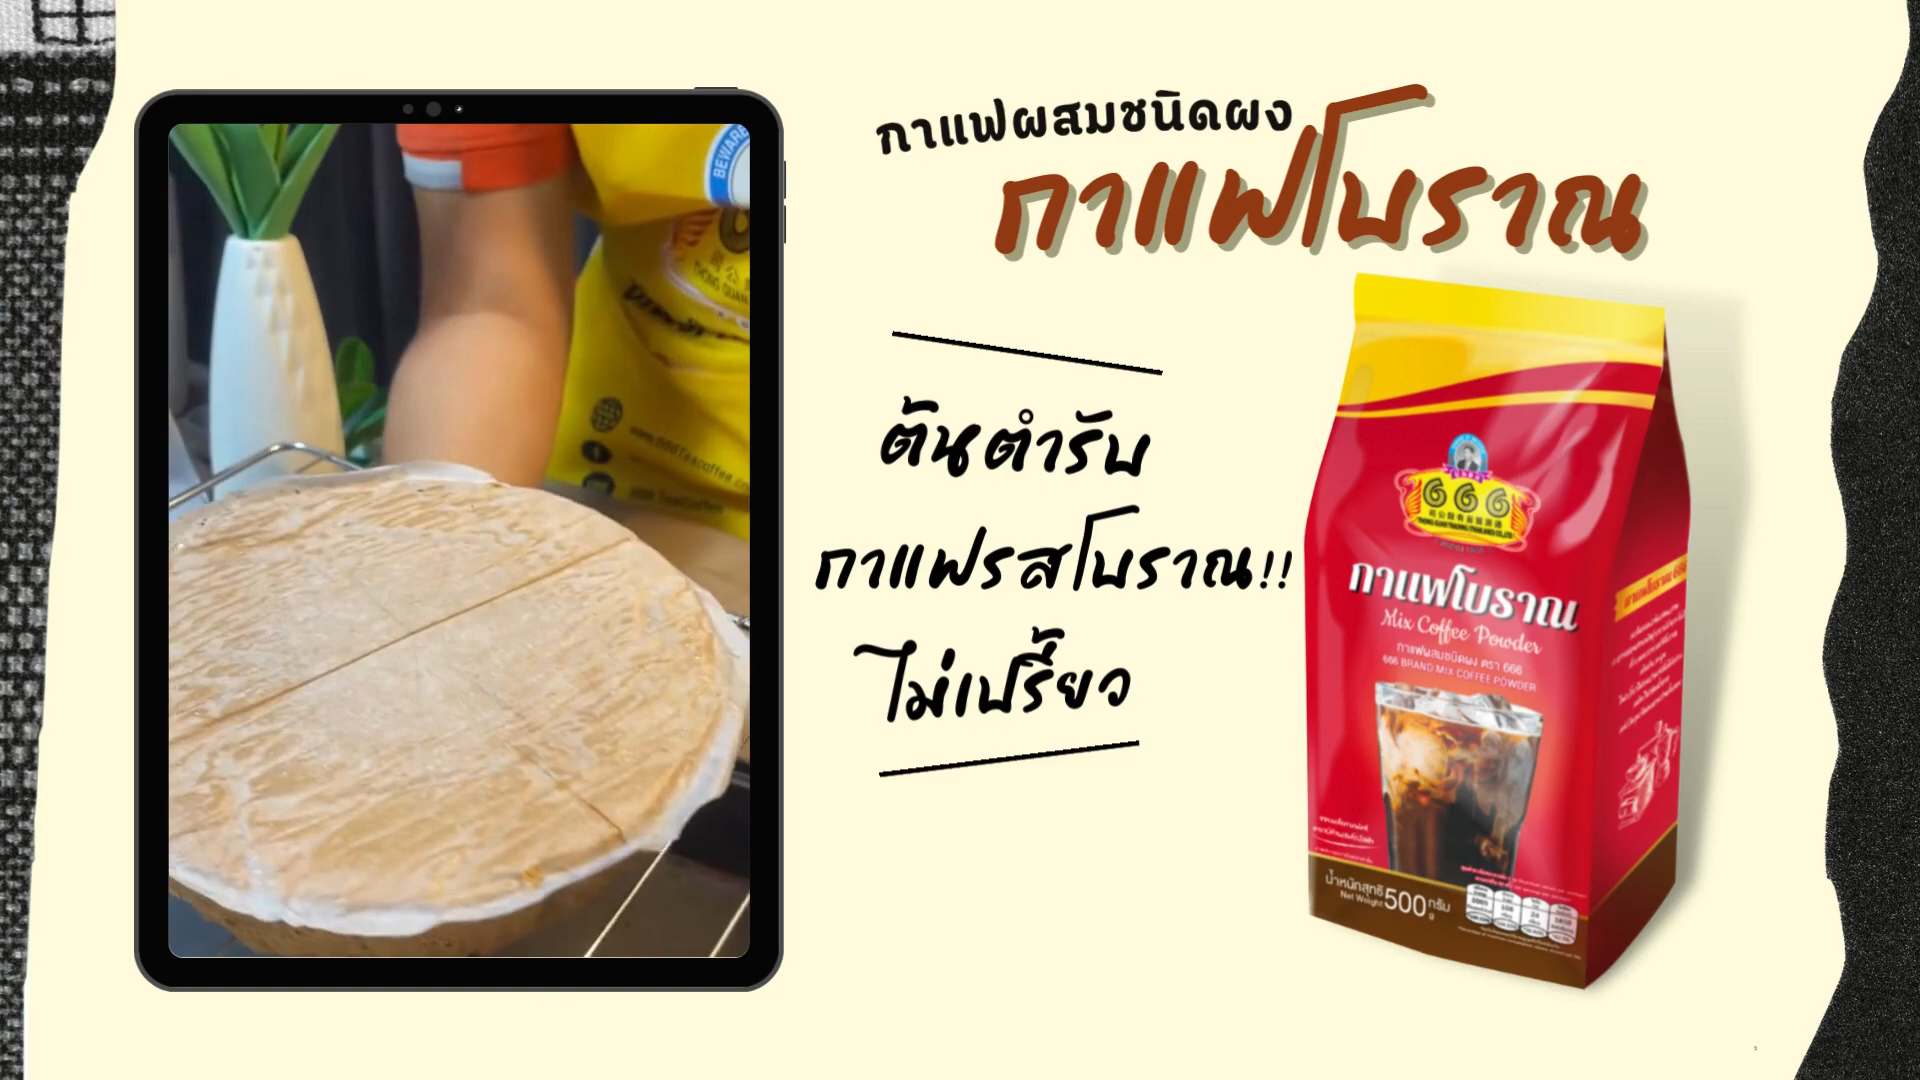 กาแฟผสมชนิดผง
กาแฟโบราณ
ต้นตำรับ
กาแฟรสโบราณ!!
ไม่เปรี้ยว
BEWARE
www.666Teacoffee.co
666
กาแฟโบราณ
Mix Coffee Powder
กาแฟผสมชนิดผง ตรา 666
666 BRAND MIX COFFEE POWDER
น้ำหนักสุทธิ 500 กรัม
Net Weight g